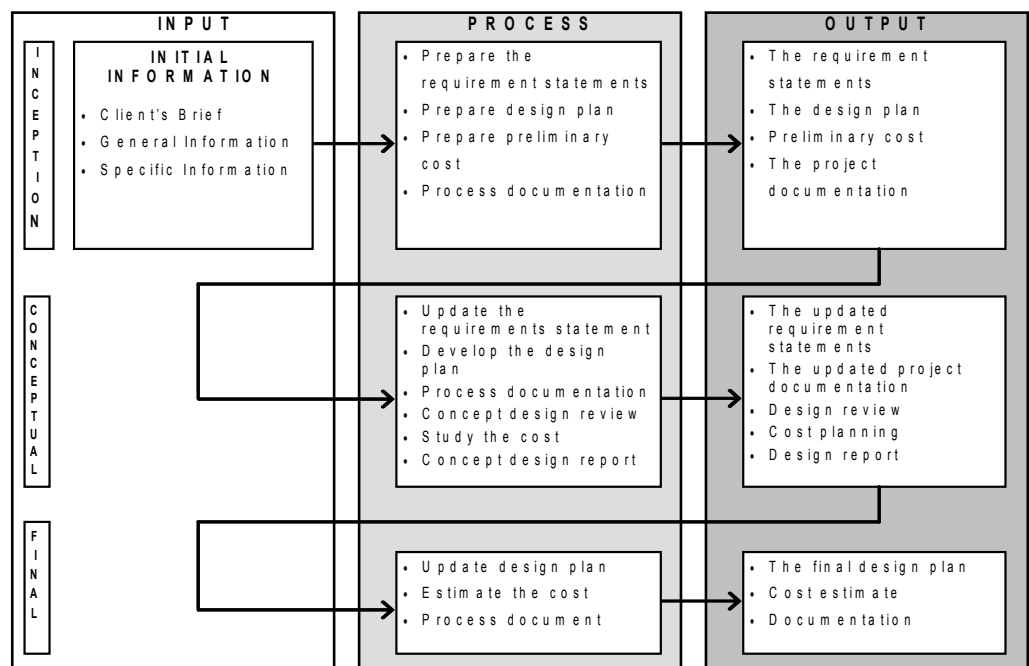 INPUT
PROCESS
OUTPUT
INCEPTION
INITIAL
INFORMATION
• Client's Brief
• General Information
• Specific Information
• Prepare the
requirement statements
• Prepare design plan
• Prepare preliminary
cost
• Process documentation
• The requirement
statements
• The design plan
• Preliminary cost
• The project
documentation
CONCEPTUAL
• Update the
requirements statement
• Develop the design
plan
• Process documentation
• Concept design review
• Study the cost
• Concept design report
• The updated
requirement
statements
• The updated project
documentation
• Design review
• Cost planning
• Design report
FINAL
• Update design plan
• Estimate the cost
• Process document
• The final design plan
• Cost estimate
• Documentation